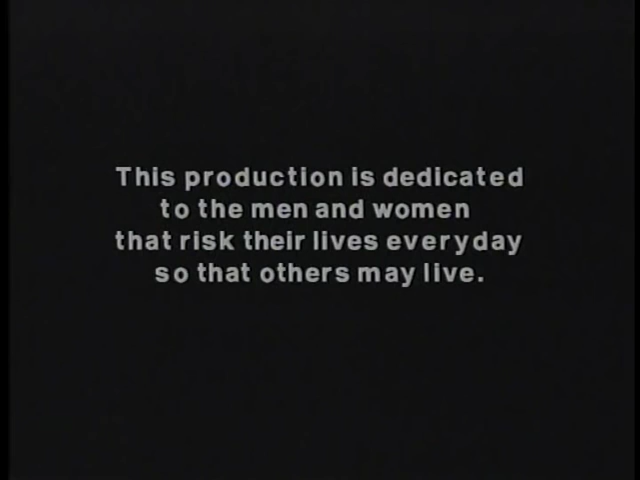 This production is dedicated
to the men and women
that risk their lives everyday
so that others may live.